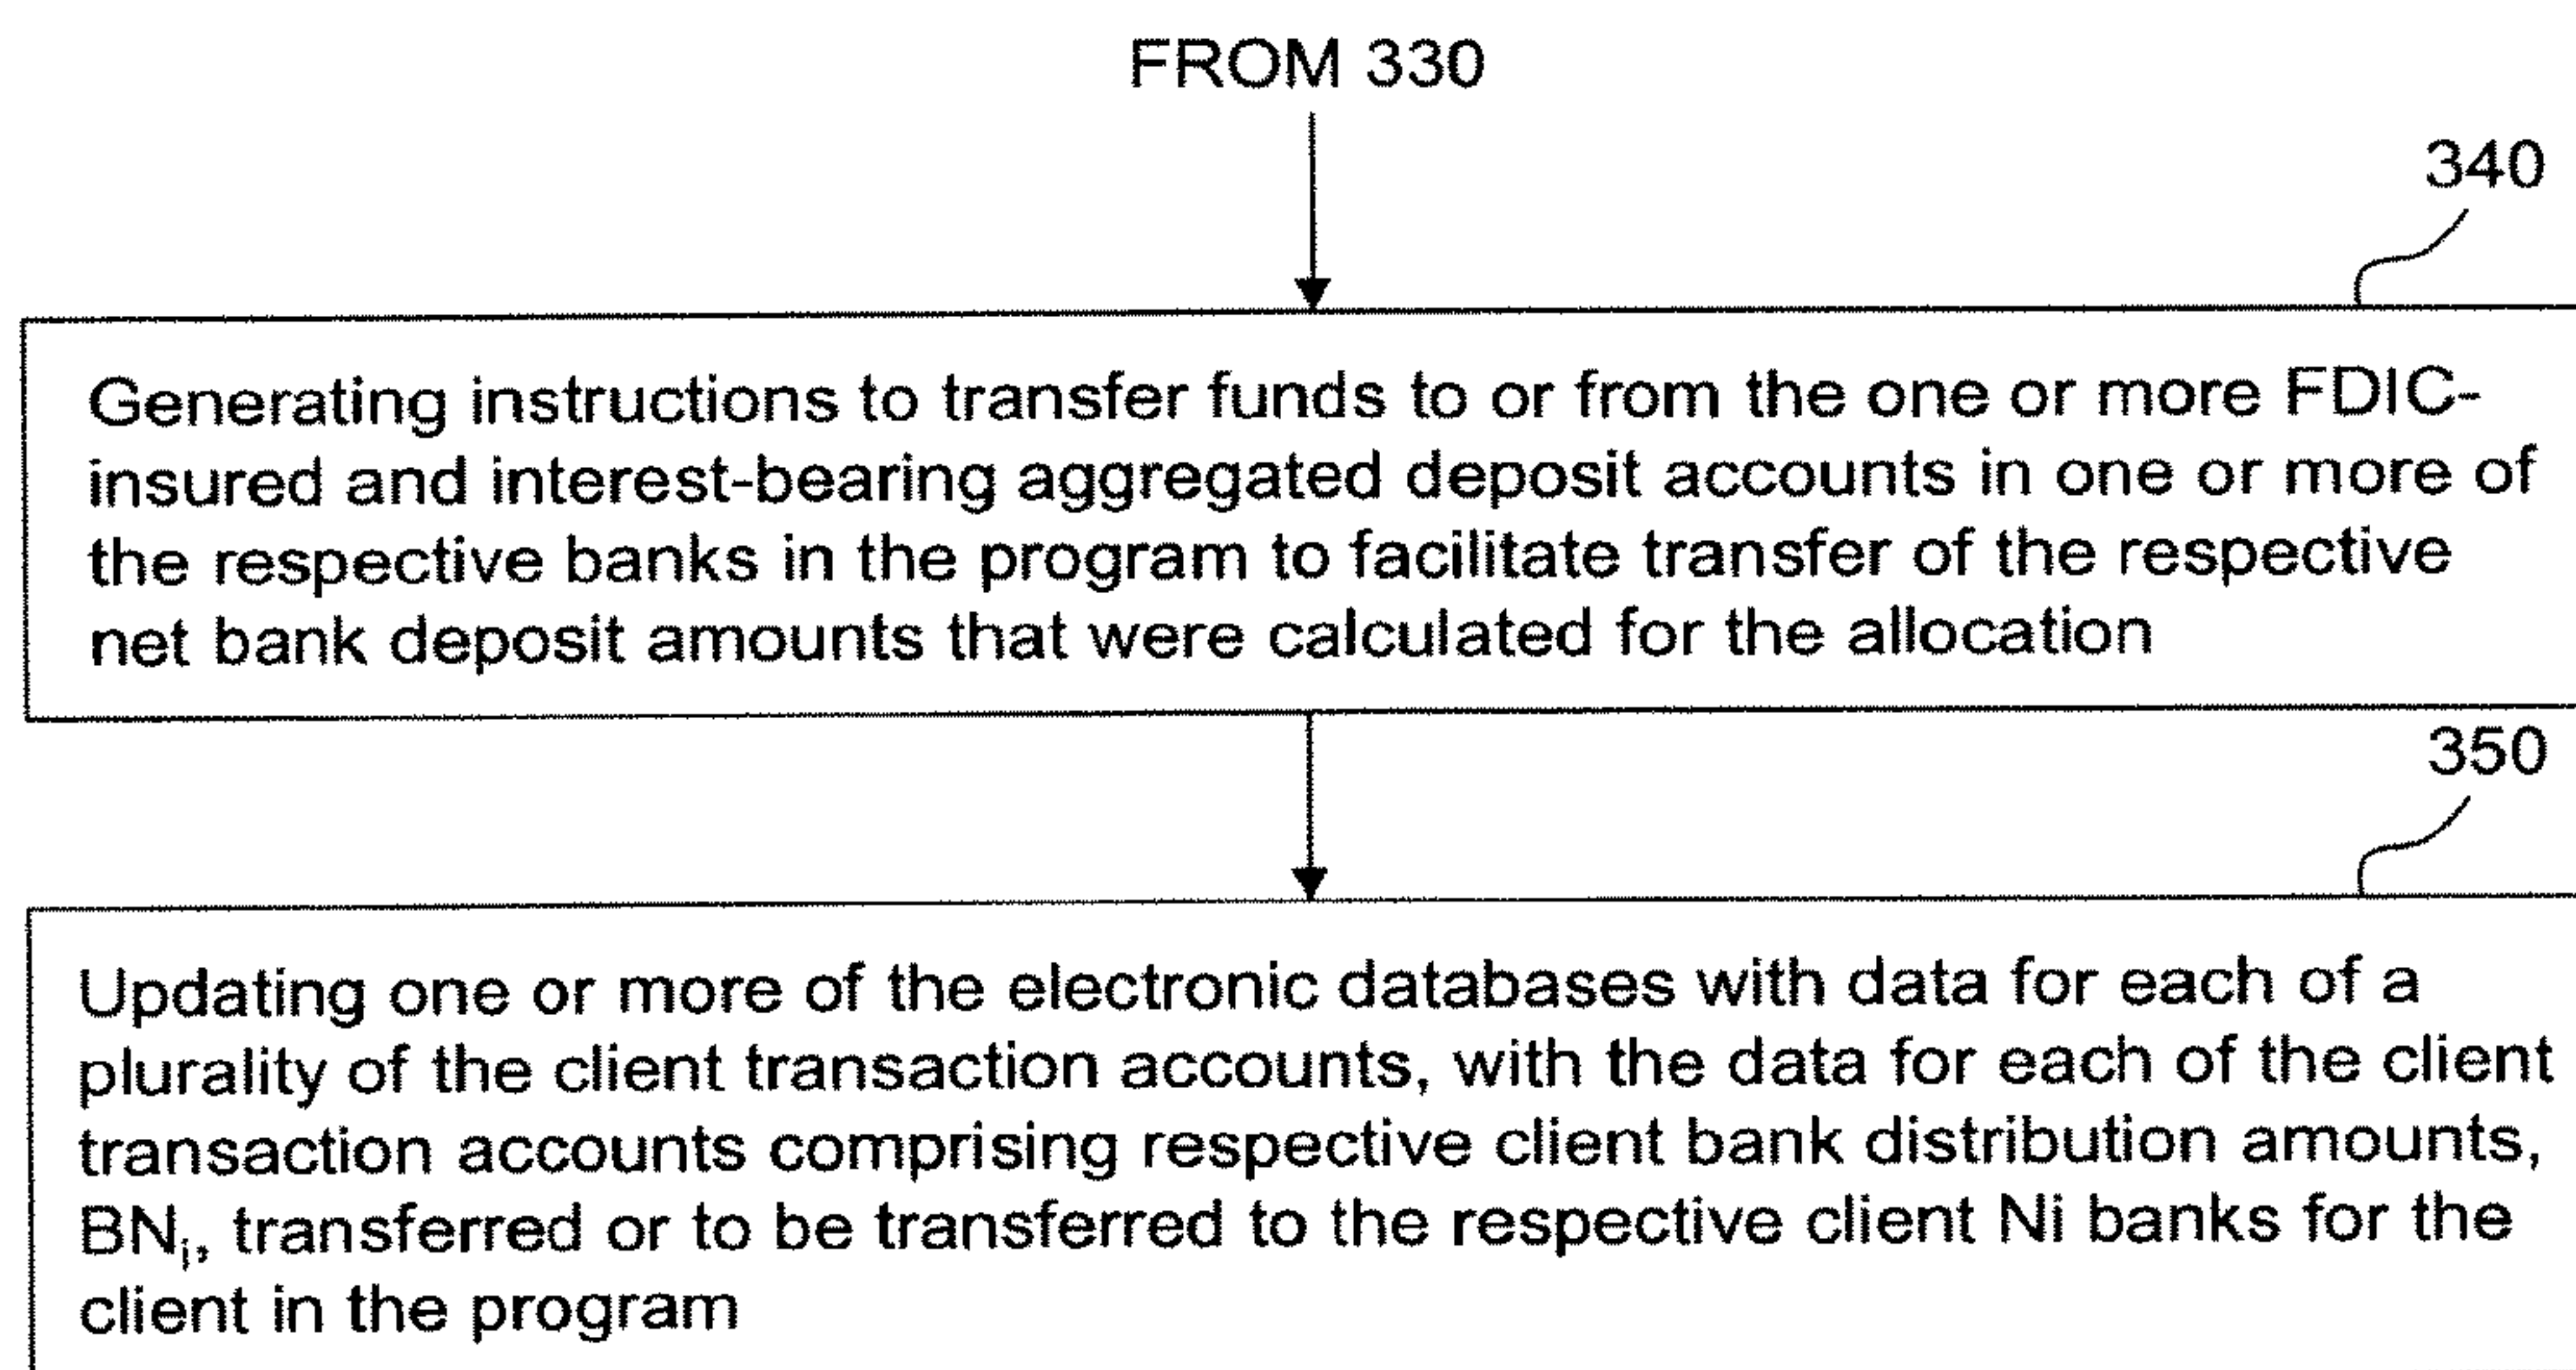 FROM 330
340
Generating instructions to transfer funds to or from the one or more FDIC-
insured and interest-bearing aggregated deposit accounts in one or more of
the respective banks in the program to facilitate transfer of the respective
net bank deposit amounts that were calculated for the allocation
350
Updating one or more of the electronic databases with data for each of a
plurality of the client transaction accounts, with the data for each of the client
transaction accounts comprising respective client bank distribution amounts,
BNᵢ, transferred or to be transferred to the respective client Ni banks for the
client in the program